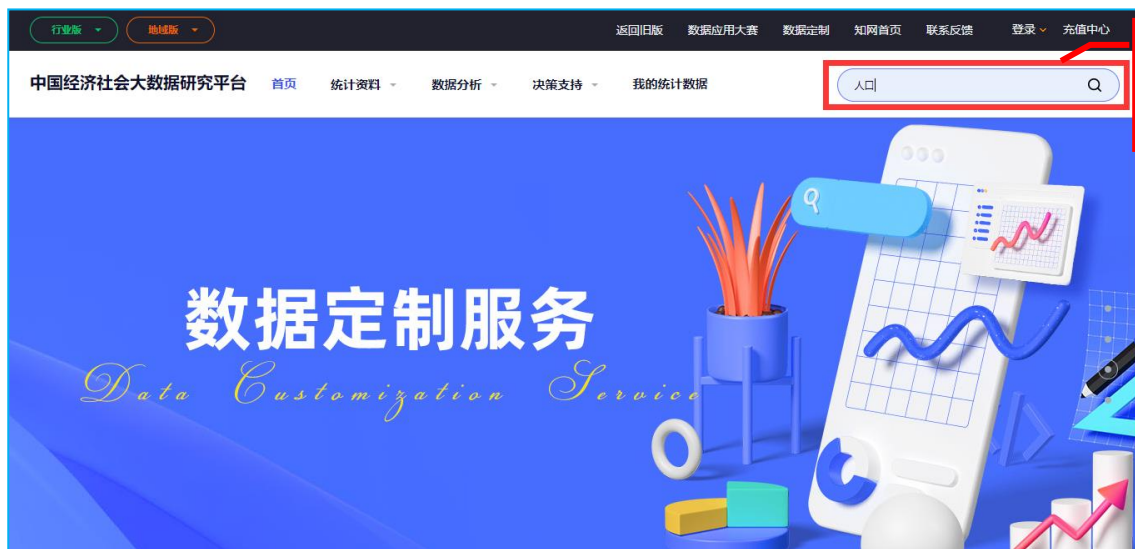 行业版 地域版 返回旧版 数据应用大赛 数据定制 知网首页 联系反馈 登录 充值中心
中国经济社会大数据研究平台 首页 统计资料 数据分析 决策支持 我的统计数据 人口
数据定制服务
Data Customization Service